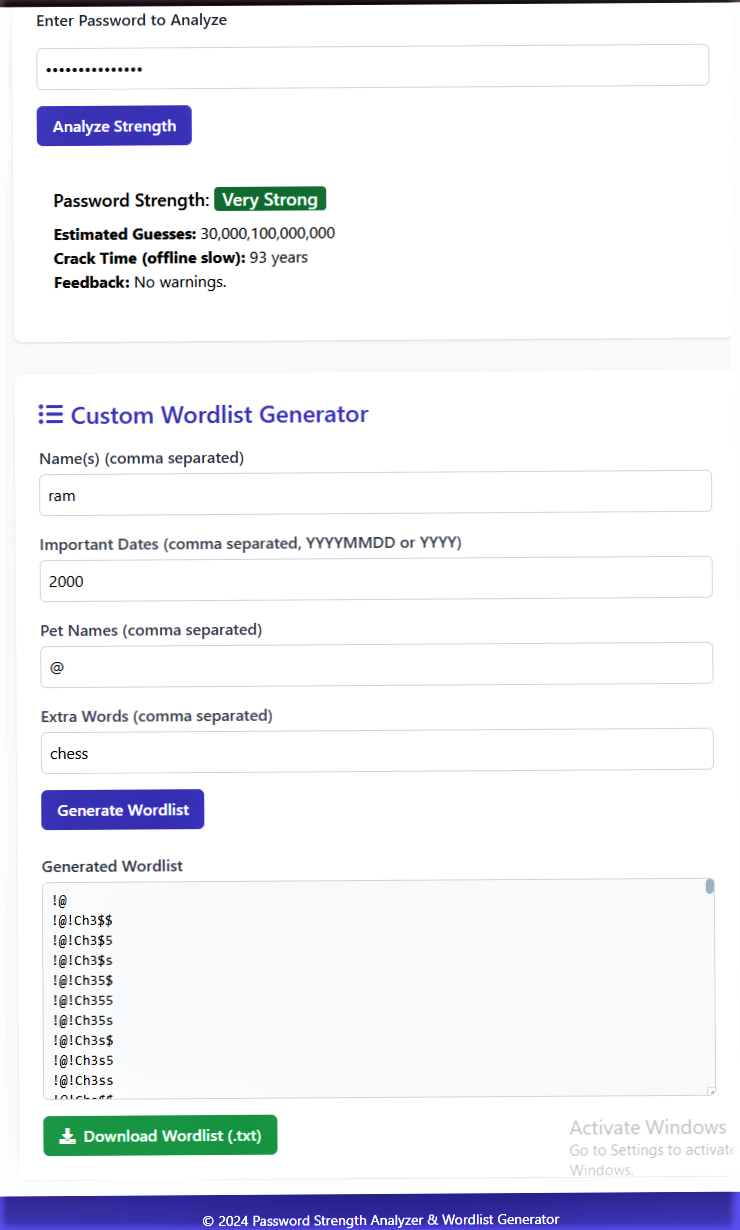 Enter Password to Analyze
•••••••••••••••
Analyze Strength
Password Strength: Very Strong
Estimated Guesses: 30,000,100,000,000
Crack Time (offline slow): 93 years
Feedback: No warnings.
Custom Wordlist Generator
Name(s) (comma separated)
ram
Important Dates (comma separated, YYYYMMDD or YYYY)
2000
Pet Names (comma separated)
@
Extra Words (comma separated)
chess
Generate Wordlist
Generated Wordlist
!@
!@!Ch3$$
!@!Ch3$5
!@!Ch3$s
!@!Ch35$
!@!Ch355
!@!Ch35s
!@!Ch3s$
!@!Ch3s5
!@!Ch3ss
Download Wordlist (.txt)
Activate Windows
Go to Settings to activate
Windows.
© 2024 Password Strength Analyzer & Wordlist Generator